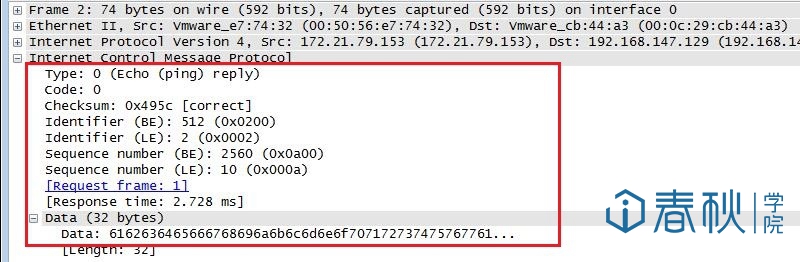 Frame 2: 74 bytes on wire (592 bits), 74 bytes captured (592 bits) on interface 0
Ethernet II, Src: Vmware_e7:74:32 (00:50:56:e7:74:32), Dst: Vmware_cb:44:a3 (00:0c:29:cb:44:a3)
Internet Protocol Version 4, Src: 172.21.79.153 (172.21.79.153), Dst: 192.168.147.129 (192.168.14
Internet Control Message Protocol
Type: 0 (Echo (ping) reply)
Code: 0
Checksum: 0x495c [correct]
Identifier (BE): 512 (0x0200)
Identifier (LE): 2 (0x0002)
Sequence number (BE): 2560 (0x0a00)
Sequence number (LE): 10 (0x000a)
[Request frame: 1]
[Response time: 2.728 ms]
Data (32 bytes)
Data: 6162636465666768696a6b6c6d6e6f707172737475767761...
[Length: 32]
春秋学院